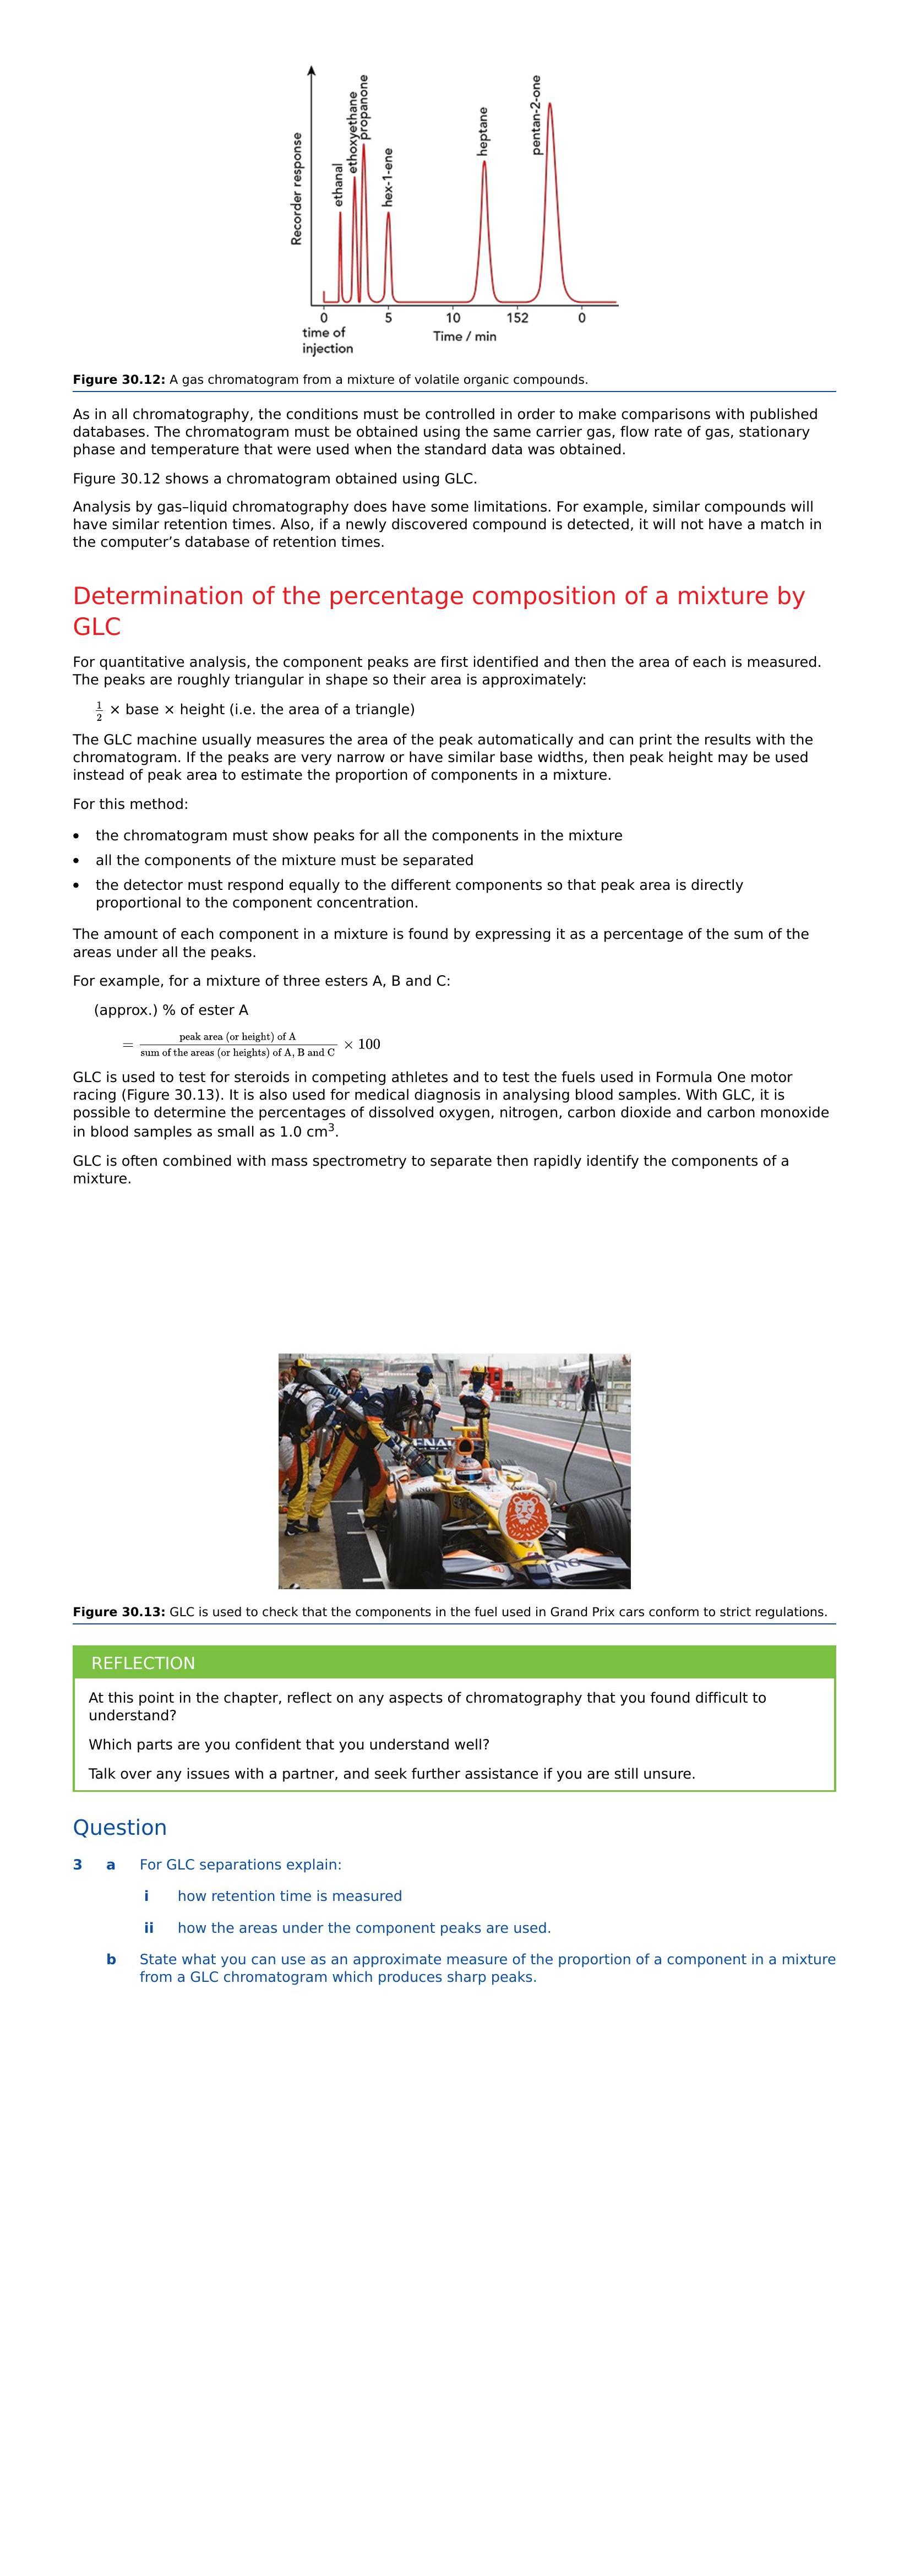 Recorder response
ethanal
ethoxyethane
propanone
hex-1-ene
heptane
pentan-2-one
0 5 10 152 0
time of
injection
Time / min
Figure 30.12: A gas chromatogram from a mixture of volatile organic compounds.
As in all chromatography, the conditions must be controlled in order to make comparisons with published
databases. The chromatogram must be obtained using the same carrier gas, flow rate of gas, stationary
phase and temperature that were used when the standard data was obtained.
Figure 30.12 shows a chromatogram obtained using GLC.
Analysis by gas–liquid chromatography does have some limitations. For example, similar compounds will
have similar retention times. Also, if a newly discovered compound is detected, it will not have a match in
the computer’s database of retention times.
Determination of the percentage composition of a mixture by
GLC
For quantitative analysis, the component peaks are first identified and then the area of each is measured.
The peaks are roughly triangular in shape so their area is approximately:
1/2 × base × height (i.e. the area of a triangle)
The GLC machine usually measures the area of the peak automatically and can print the results with the
chromatogram. If the peaks are very narrow or have similar base widths, then peak height may be used
instead of peak area to estimate the proportion of components in a mixture.
For this method:
• the chromatogram must show peaks for all the components in the mixture
• all the components of the mixture must be separated
• the detector must respond equally to the different components so that peak area is directly
proportional to the component concentration.
The amount of each component in a mixture is found by expressing it as a percentage of the sum of the
areas under all the peaks.
For example, for a mixture of three esters A, B and C:
(approx.) % of ester A
= peak area (or height) of A / sum of the areas (or heights) of A, B and C × 100
GLC is used to test for steroids in competing athletes and to test the fuels used in Formula One motor
racing (Figure 30.13). It is also used for medical diagnosis in analysing blood samples. With GLC, it is
possible to determine the percentages of dissolved oxygen, nitrogen, carbon dioxide and carbon monoxide
in blood samples as small as 1.0 cm³.
GLC is often combined with mass spectrometry to separate then rapidly identify the components of a
mixture.
ING
Figure 30.13: GLC is used to check that the components in the fuel used in Grand Prix cars conform to strict regulations.
REFLECTION
At this point in the chapter, reflect on any aspects of chromatography that you found difficult to
understand?
Which parts are you confident that you understand well?
Talk over any issues with a partner, and seek further assistance if you are still unsure.
Question
3 a For GLC separations explain:
i how retention time is measured
ii how the areas under the component peaks are used.
b State what you can use as an approximate measure of the proportion of a component in a mixture
from a GLC chromatogram which produces sharp peaks.